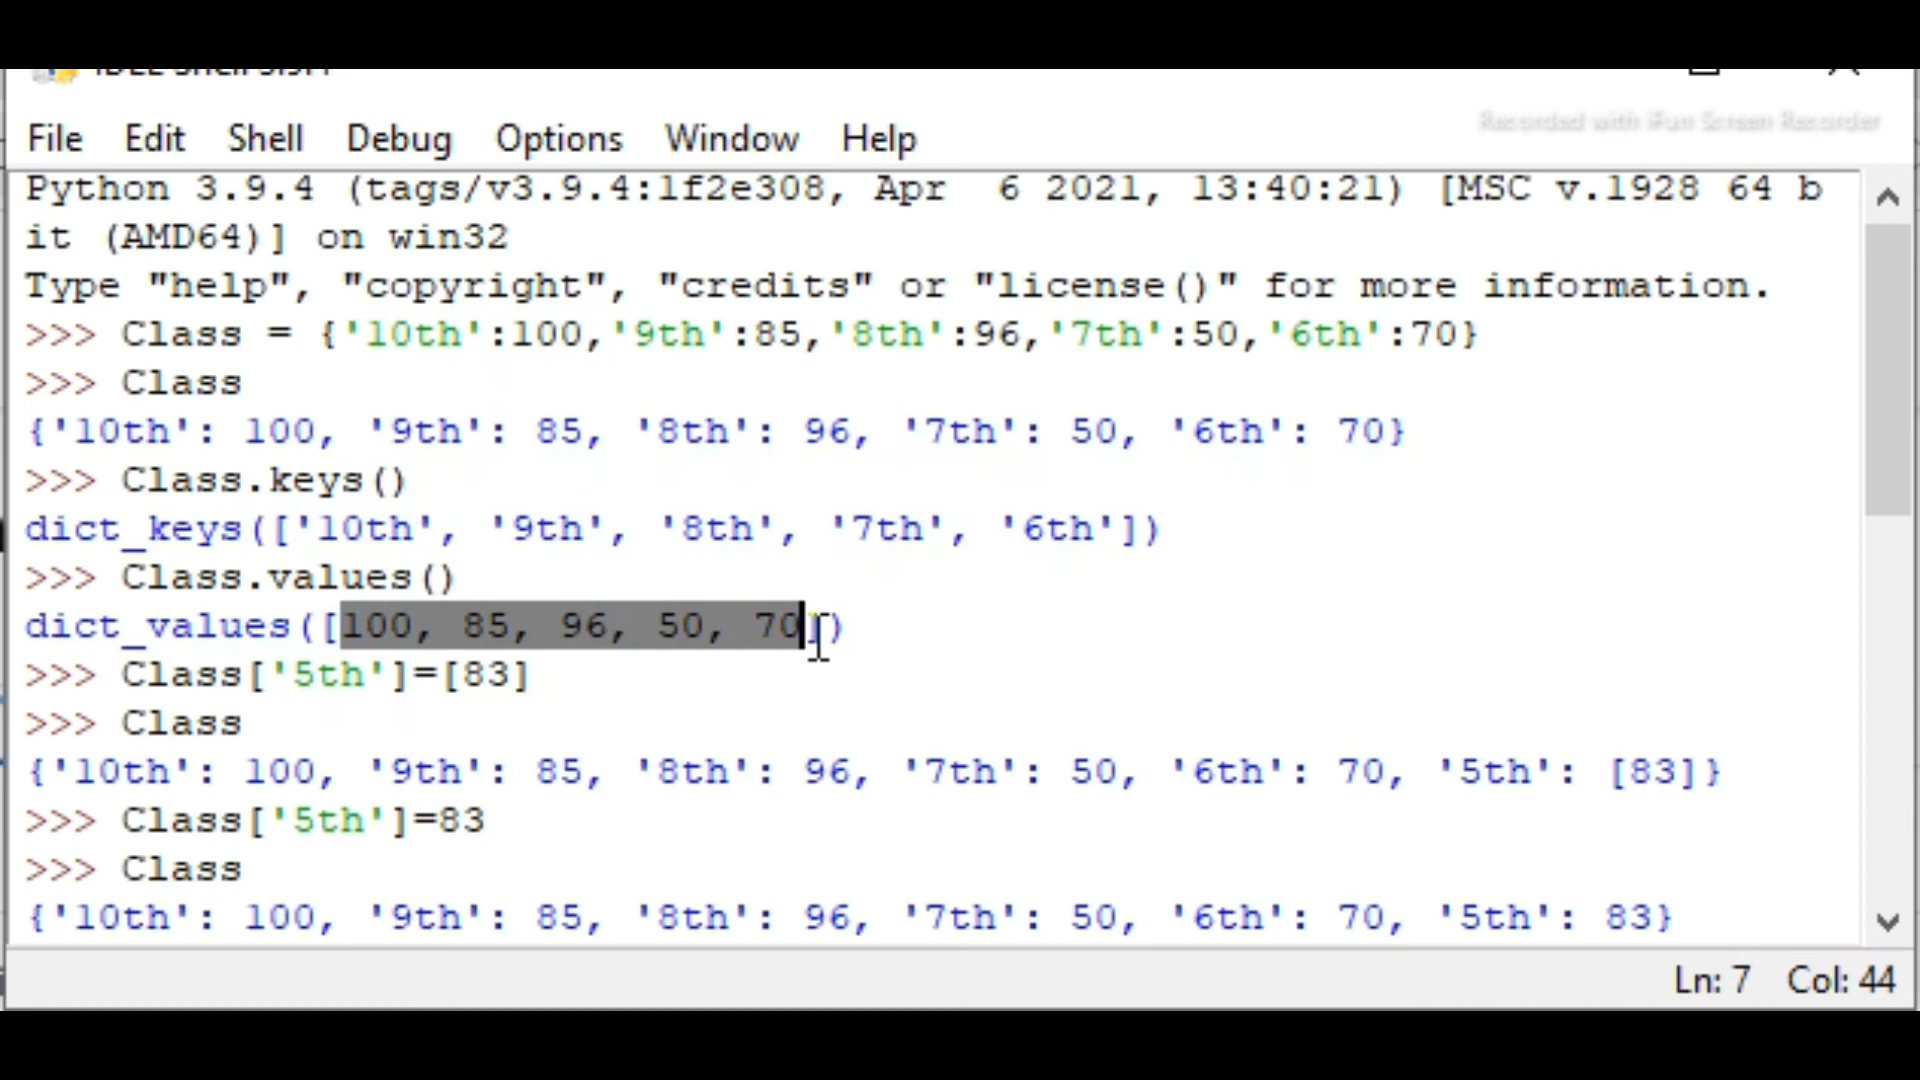 File Edit Shell Debug Options Window Help
Recorded with iFun Screen Recorder
Python 3.9.4 (tags/v3.9.4:1f2e308, Apr  6 2021, 13:40:21) [MSC v.1928 64 b
it (AMD64)] on win32
Type "help", "copyright", "credits" or "license()" for more information.
>>> Class = {'10th':100,'9th':85,'8th':96,'7th':50,'6th':70}
>>> Class
{'10th': 100, '9th': 85, '8th': 96, '7th': 50, '6th': 70}
>>> Class.keys()
dict_keys(['10th', '9th', '8th', '7th', '6th'])
>>> Class.values()
dict_values([100, 85, 96, 50, 70])
>>> Class['5th']=[83]
>>> Class
{'10th': 100, '9th': 85, '8th': 96, '7th': 50, '6th': 70, '5th': [83]}
>>> Class['5th']=83
>>> Class
{'10th': 100, '9th': 85, '8th': 96, '7th': 50, '6th': 70, '5th': 83}
Ln: 7 Col: 44